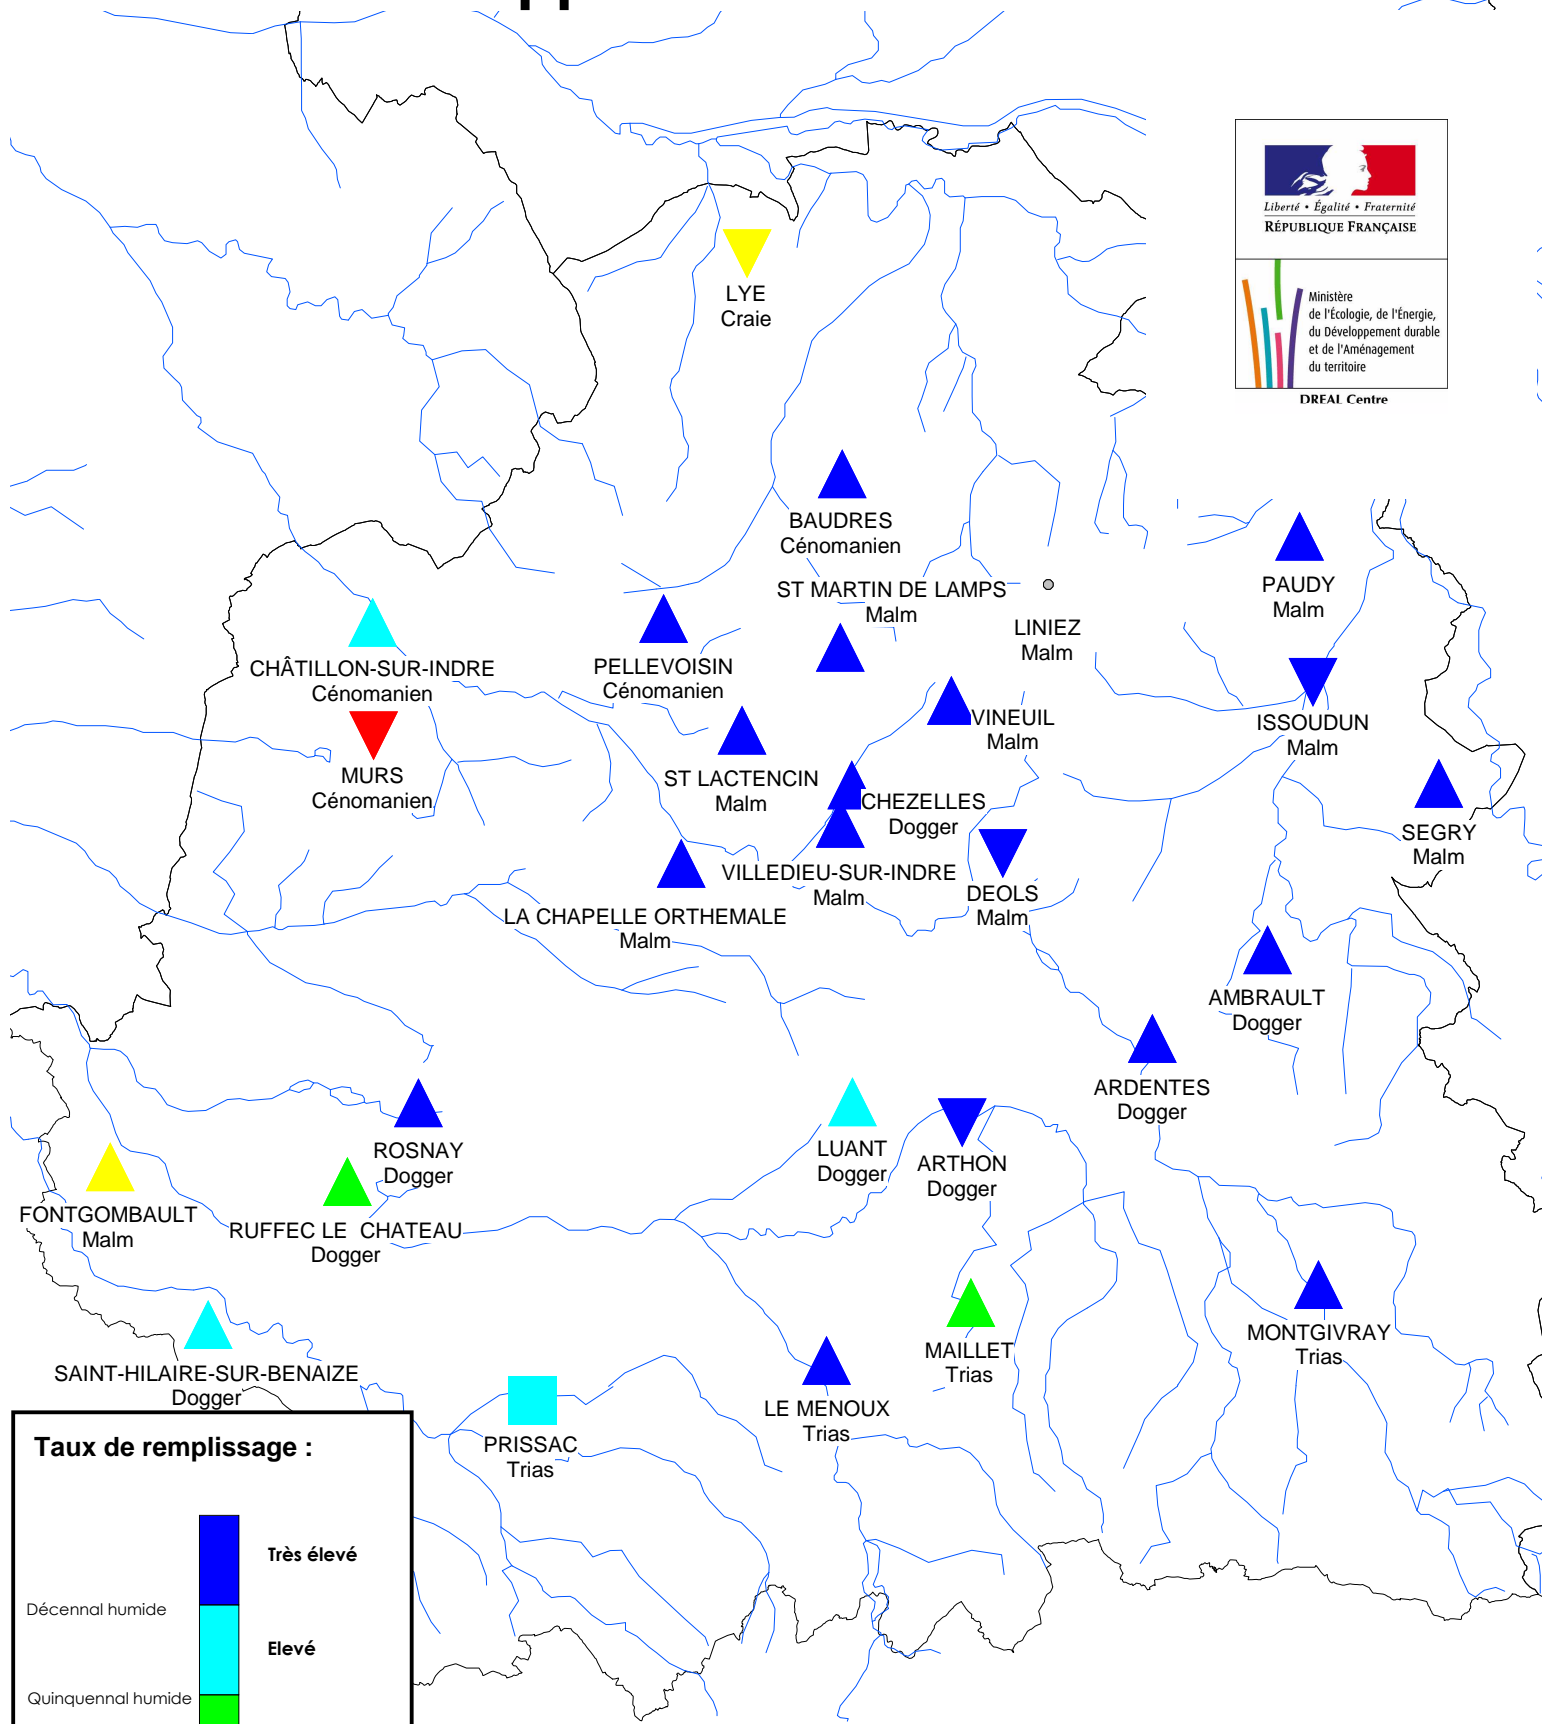 Liberté • Égalité • Fraternité
RÉPUBLIQUE FRANÇAISE
Ministère
de l'Écologie, de l'Énergie,
du Développement durable
et de l'Aménagement
du territoire
DREAL Centre
LYE
Craie
BAUDRES
Cénomanien
ST MARTIN DE LAMPS
Malm
LINIEZ
Malm
PAUDY
Malm
CHÂTILLON-SUR-INDRE
Cénomanien
PELLEVOISIN
Cénomanien
VINEUIL
Malm
ISSOUDUN
Malm
MURS
Cénomanien
ST LACTENCIN
Malm
CHEZELLES
Dogger
SEGRY
Malm
VILLEDIEU-SUR-INDRE
Malm
DEOLS
Malm
LA CHAPELLE ORTHEMALE
Malm
AMBRAULT
Dogger
ARDENTES
Dogger
ROSNAY
Dogger
LUANT
Dogger
ARTHON
Dogger
FONTGOMBAULT
Malm
RUFFEC LE  CHATEAU
Dogger
MONTGIVRAY
Trias
MAILLET
Trias
SAINT-HILAIRE-SUR-BENAIZE
Dogger
LE MENOUX
Trias
PRISSAC
Trias
Taux de remplissage :
Très élevé
Décennal humide
Elevé
Quinquennal humide